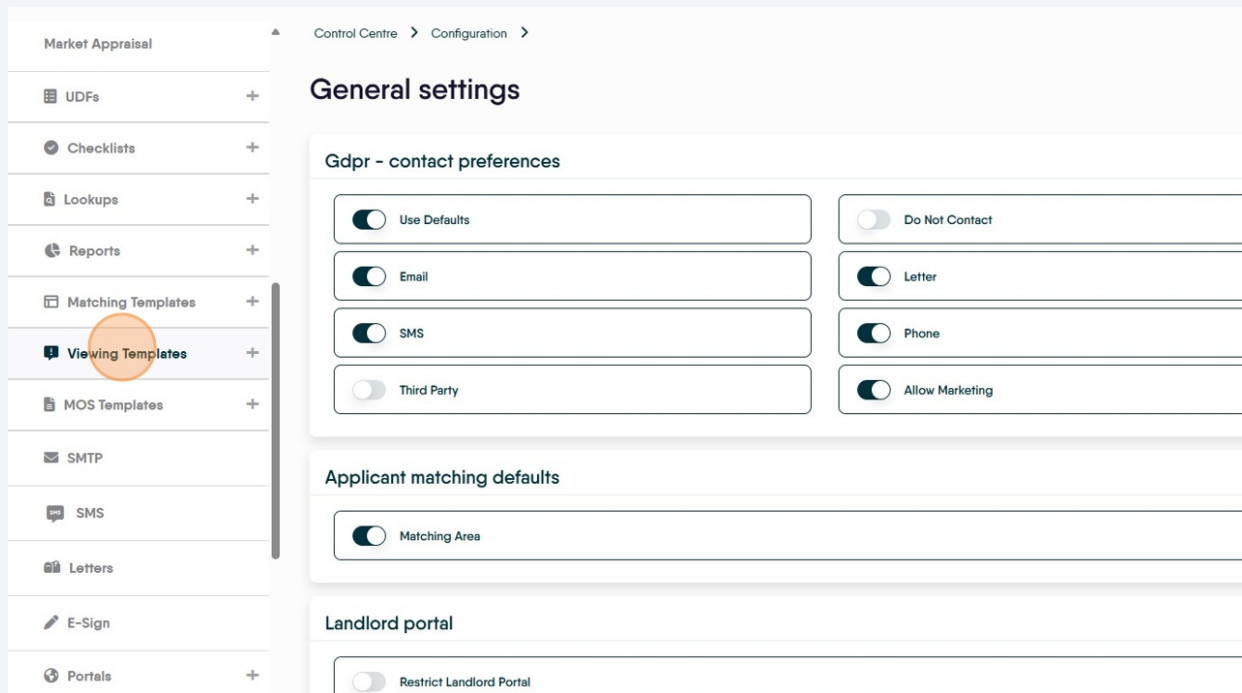 Market Appraisal
UDFs
Checklists
Lookups
Reports
Matching Templates
Viewing Templates
MOS Templates
SMTP
SMS
SMS
Letters
E-Sign
Portals
Control Centre
Configuration
General settings
Gdpr - contact preferences
Use Defaults
Do Not Contact
Email
Letter
SMS
Phone
Third Party
Allow Marketing
Applicant matching defaults
Matching Area
Landlord portal
Restrict Landlord Portal